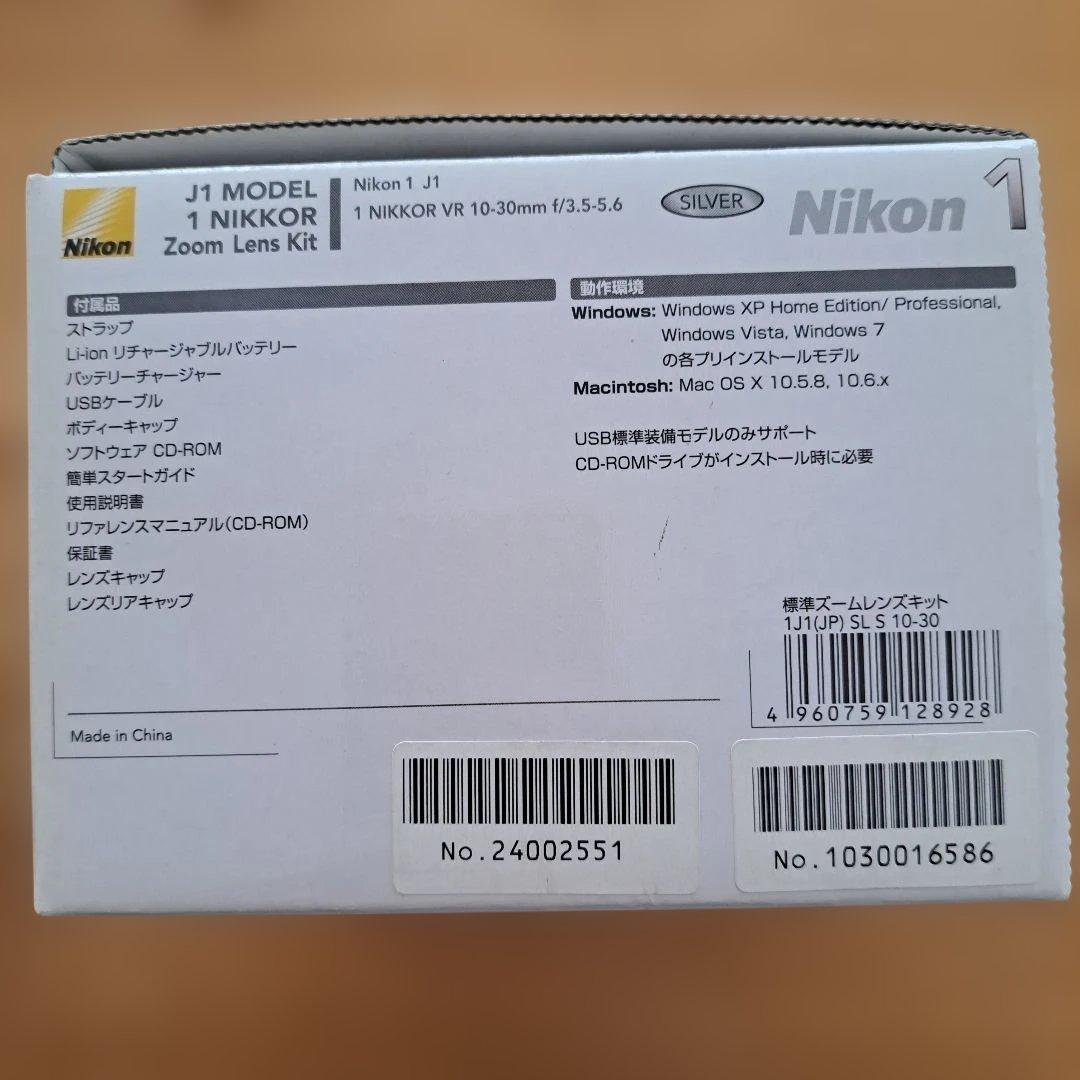 Nikon
J1 MODEL
1 NIKKOR
Zoom Lens Kit
Nikon 1 J1
1 NIKKOR VR 10-30mm f/3.5-5.6
SILVER
Nikon 1
付属品
ストラップ
Li-ion リチャージャブルバッテリー
バッテリーチャージャー
USBケーブル
ボディーキャップ
ソフトウェア CD-ROM
簡単スタートガイド
使用説明書
リファレンスマニュアル(CD-ROM)
保証書
レンズキャップ
レンズリアキャップ
動作環境
Windows: Windows XP Home Edition/ Professional,
Windows Vista, Windows 7
の各プリインストールモデル
Macintosh: Mac OS X 10.5.8, 10.6.x
USB標準装備モデルのみサポート
CD-ROMドライブがインストール時に必要
標準ズームレンズキット
1J1(JP) SL S 10-30
4 960759 128928
Made in China
No.24002551
No.1030016586